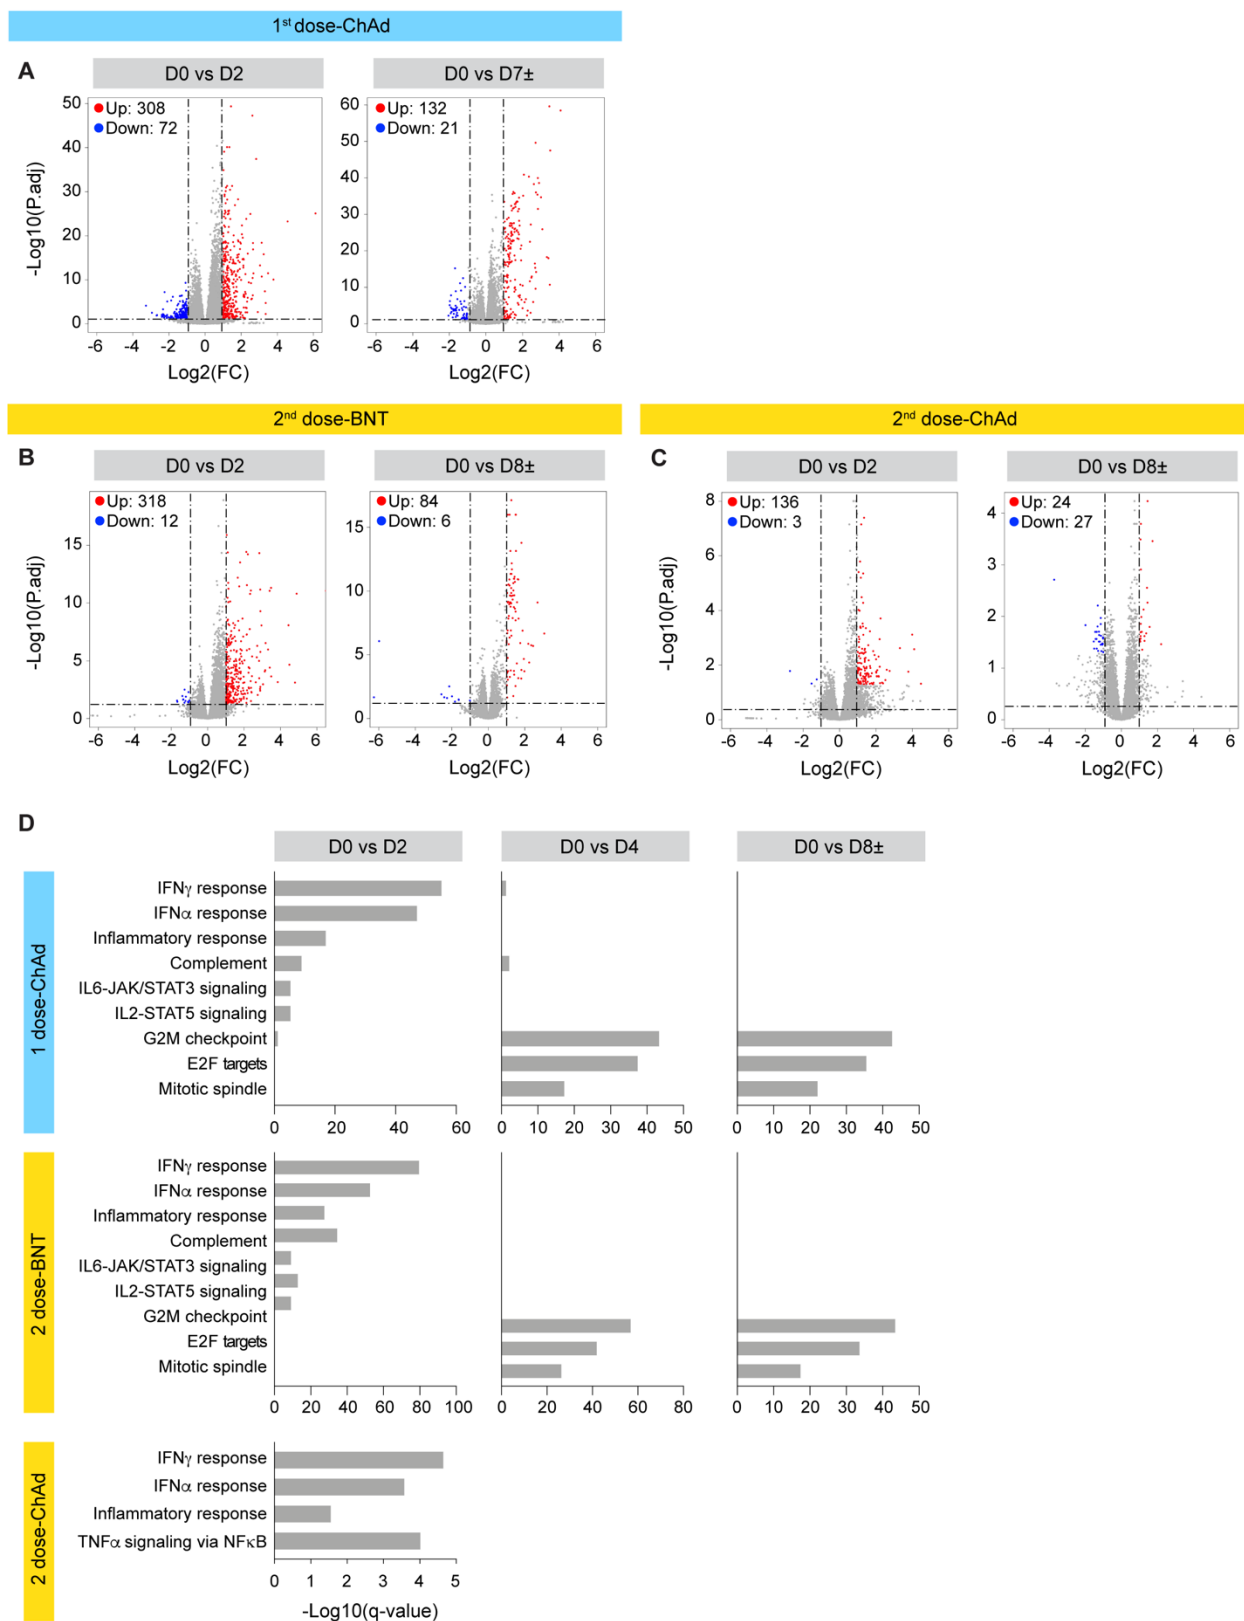 1st dose-ChAd
A
D0 vs D2
D0 vs D7±
Up: 308
Down: 72
Up: 132
Down: 21
-Log10(P.adj)
50
40
30
20
10
0
60
50
40
30
20
10
0
-6 -4 -2 0 2 4 6
-6 -4 -2 0 2 4 6
Log2(FC)
Log2(FC)
2nd dose-BNT
2nd dose-ChAd
B
D0 vs D2
D0 vs D8±
C
D0 vs D2
D0 vs D8±
Up: 318
Down: 12
Up: 84
Down: 6
Up: 136
Down: 3
Up: 24
Down: 27
-Log10(P.adj)
15
10
5
0
15
10
5
0
-Log10(P.adj)
8
6
4
2
0
4
3
2
1
0
-6 -4 -2 0 2 4 6
-6 -4 -2 0 2 4 6
-6 -4 -2 0 2 4 6
-6 -4 -2 0 2 4 6
Log2(FC)
Log2(FC)
Log2(FC)
Log2(FC)
D
D0 vs D2
D0 vs D4
D0 vs D8±
1 dose-ChAd
IFNγ response
IFNα response
Inflammatory response
Complement
IL6-JAK/STAT3 signaling
IL2-STAT5 signaling
G2M checkpoint
E2F targets
Mitotic spindle
0 20 40 60
0 10 20 30 40 50
0 10 20 30 40 50
2 dose-BNT
IFNγ response
IFNα response
Inflammatory response
Complement
IL6-JAK/STAT3 signaling
IL2-STAT5 signaling
G2M checkpoint
E2F targets
Mitotic spindle
0 20 40 60 80 100
0 20 40 60 80
0 10 20 30 40 50
2 dose-ChAd
IFNγ response
IFNα response
Inflammatory response
TNFα signaling via NFκB
0 1 2 3 4 5
-Log10(q-value)